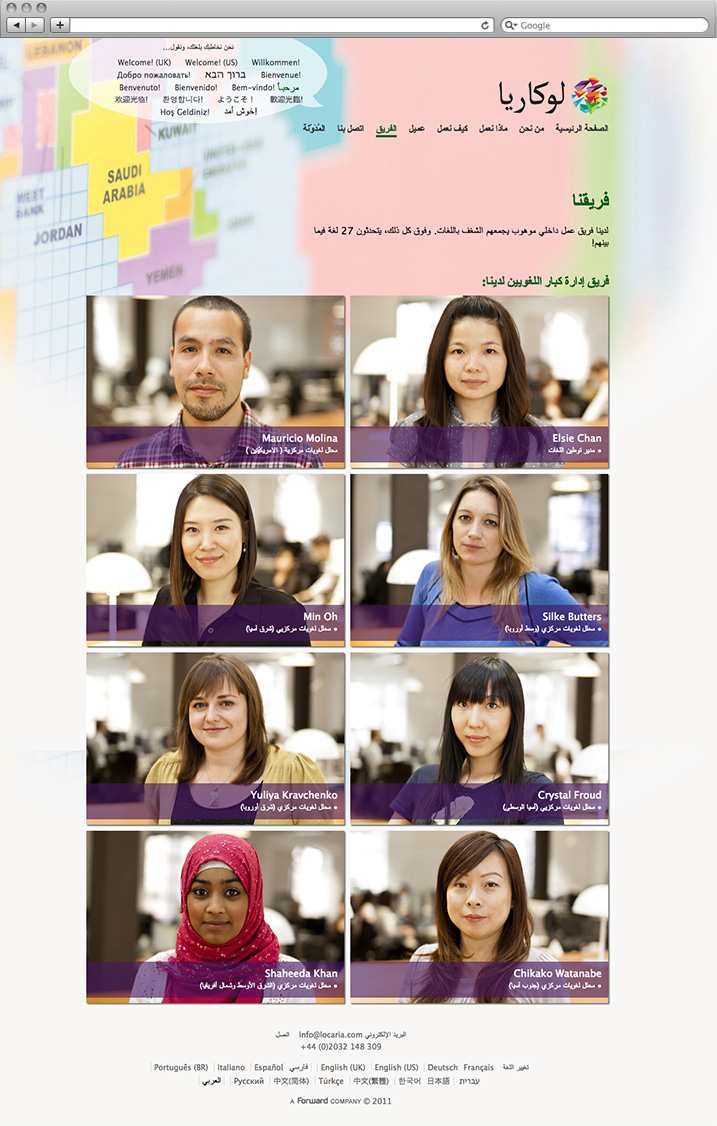 Google
نحن نخاطبك بلغتك، ونقول...
Welcome! (UK) Welcome! (US) Willkommen!
Добро пожаловать! ברוך הבא Bienvenue!
Benvenuto! Bienvenido! Bem-vindo! مرحباً
欢迎光临! 환영합니다! ようこそ! 歡迎光臨!
Hoş Geldiniz! خوش آمد!
لوكاريا
الصفحة الرئيسية من نحن ماذا نعمل كيف نعمل عميل الفريق اتصل بنا المُدَوَنَة
LEBANON
KUWAIT
UNITED ARAB
EMIRATES
SAUDI
ARABIA
WEST
BANK
JORDAN
OMAN
YEMEN
فريقنا
لدينا فريق عمل داخلي موهوب يجمعهم الشغف باللغات. وفوق كل ذلك، يتحدثون 27 لغة فيما
بينهم!
فريق إدارة كبار اللغويين لدينا:
Elsie Chan
• مدير توطين اللغات
Mauricio Molina
محلل لغويات مركزية ( الامريكيتين )
Silke Butters
• محلل لغويات مركزي (وسط أوروبا)
Min Oh
• محلل لغويات مركزيي (شرق آسيا)
Crystal Froud
• محلل لغويات مركزيي (آسيا الوسطى)
Yuliya Kravchenko
• محلل لغويات مركزي (شرق أوروبا)
Chikako Watanabe
• محلل لغويات مركزي (جنوب آسيا)
Shaheeda Khan
• محلل لغويات مركزي (الشرق الأوسط وشمال أفريقيا)
البريد الإلكتروني info@locaria.com اتصل
+44 (0)2032 148 309
تغيير اللغة Français Deutsch English (US) English (UK) فارسي Español Italiano Português (BR)
עברית 日本語 한국어 中文(繁體) Türkçe 中文(简体) Русский العربي
A Forward COMPANY © 2011